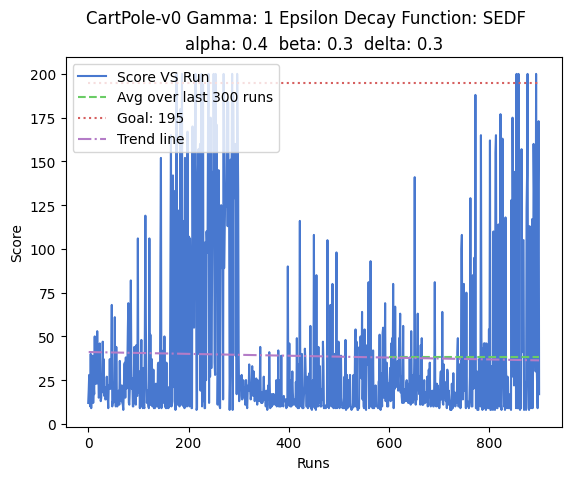 CartPole-v0 Gamma: 1 Epsilon Decay Function: SEDF
alpha: 0.4 beta: 0.3 delta: 0.3
200
175
150
125
100
75
50
25
0
Score
Score VS Run
Avg over last 300 runs
Goal: 195
Trend line
0
200
400
600
800
Runs